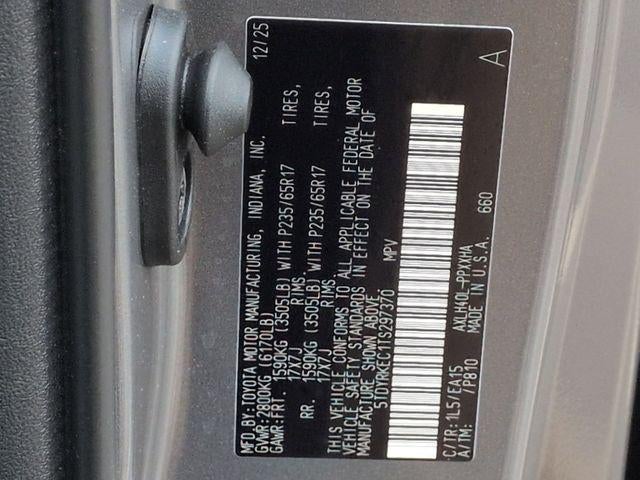 MFD.BY:TOYOTA MOTOR MANUFACTURING, INDIANA, INC. 12/25
GVWR:2800KG (6170LB)
GAWR:FRT. 1590KG (3505LB) WITH P235/65R17 TIRES,
17X7J RIMS.
RR. 1590KG (3505LB) WITH P235/65R17 TIRES,
17X7J RIMS.
THIS VEHICLE CONFORMS TO ALL APPLICABLE FEDERAL MOTOR
VEHICLE SAFETY STANDARDS IN EFFECT ON THE DATE OF
MANUFACTURE SHOWN ABOVE.
5TDYRKEC1TS297370 MPV
C/TR:1L5/EA15 AXLH40L-PPXXHA 660
A/TM: /P810 MADE IN U.S.A. A